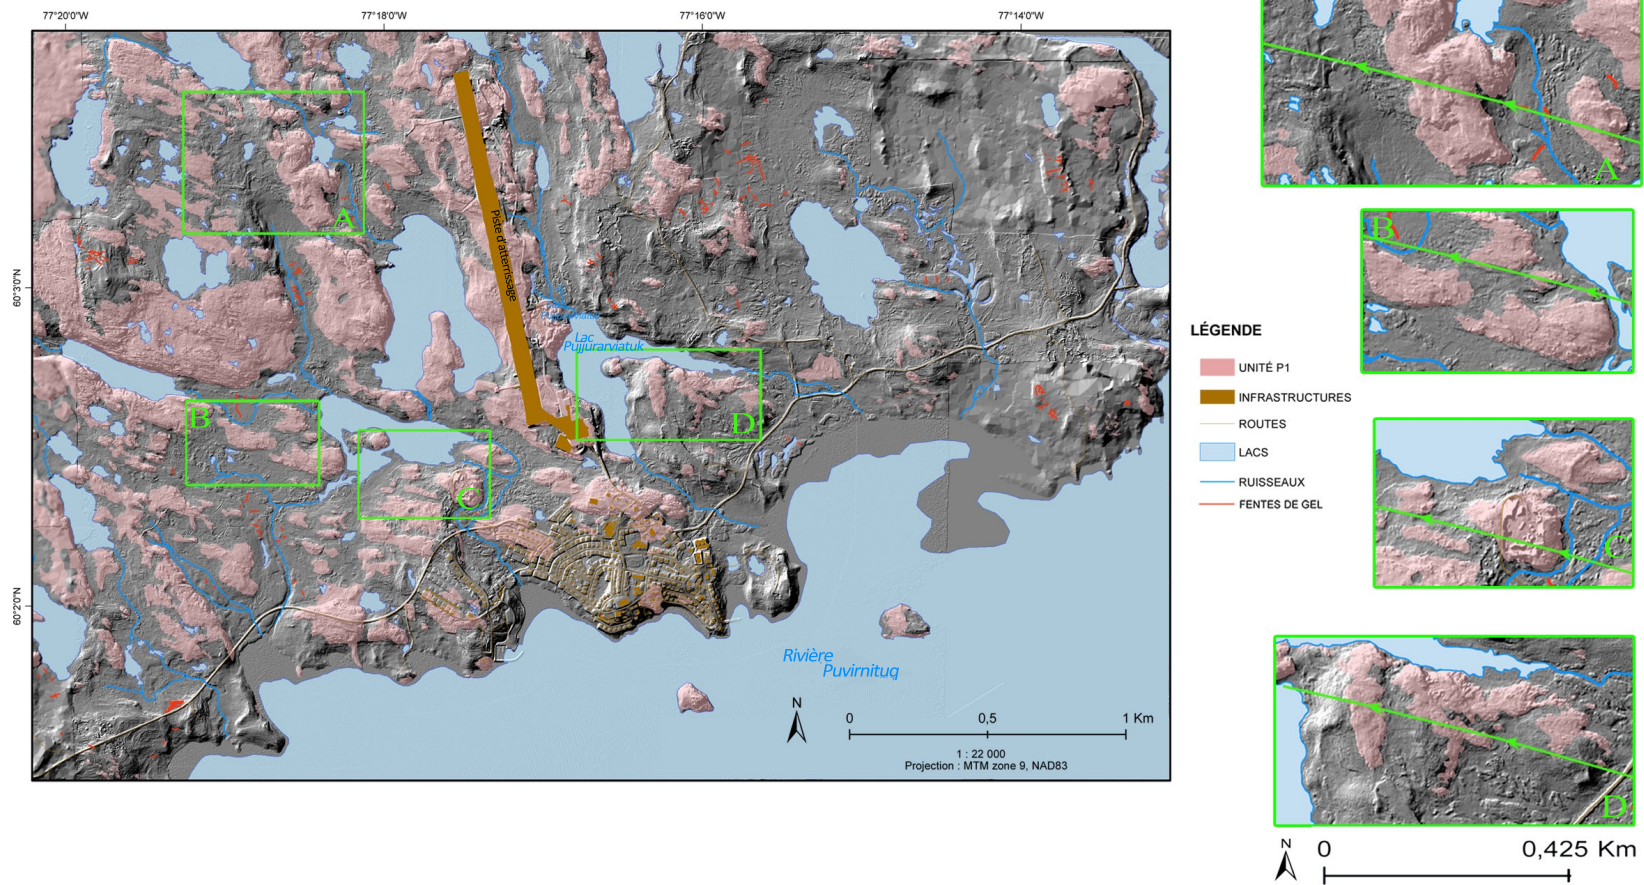 77°20'0"W
77°18'0"W
77°16'0"W
77°14'0"W
60°3'0"N
60°2'0"N
A
B
C
D
Piste d'atterrissage
Lac
Pujjurarviatuk
Rivière
Puvirnituq
N
0 0,5 1 Km
1 : 22 000
Projection : MTM zone 9, NAD83
LÉGENDE
UNITÉ P1
INFRASTRUCTURES
ROUTES
LACS
RUISSEAUX
FENTES DE GEL
A
B
C
D
N
0 0,425 Km